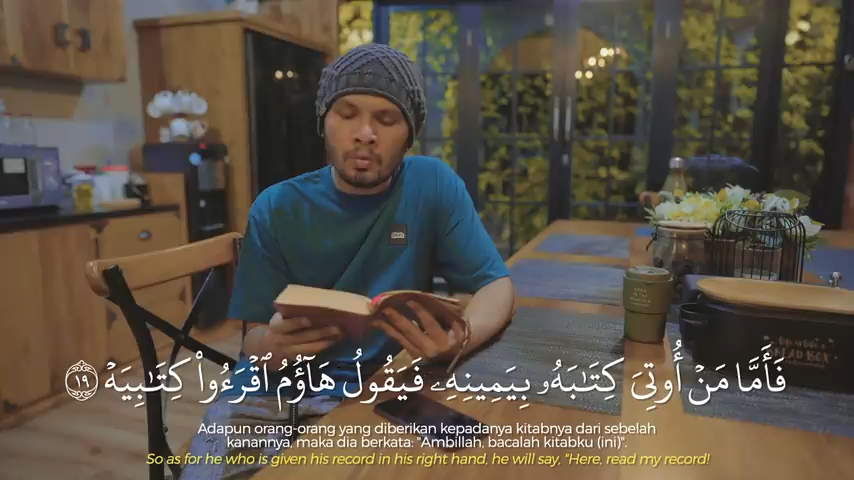 فَأَمَّا مَنْ أُوتِىَ كِتَـٰبَهُۥ بِيَمِينِهِۦ فَيَقُولُ هَآؤُمُ ٱقْرَءُوا۟ كِتَـٰبِيَهْ ١٩
Adapun orang-orang yang diberikan kepadanya kitabnya dari sebelah
kanannya, maka dia berkata: "Ambillah, bacalah kitabku (ini)".
So as for he who is given his record in his right hand, he will say, "Here, read my record!
BREAD BOX